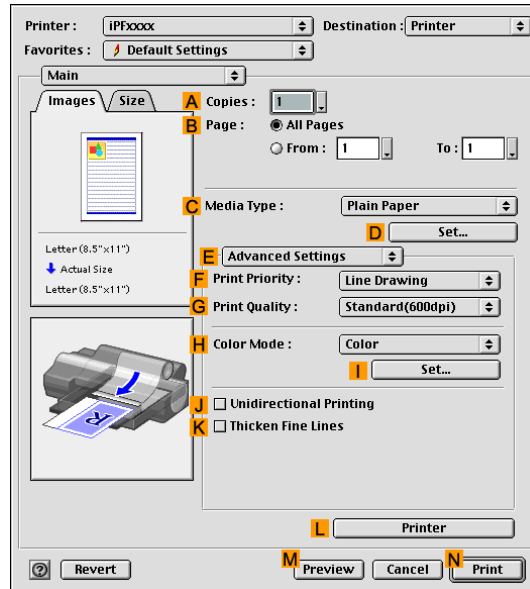 Printer : iPFxxxx Destination : Printer
Favorites : Default Settings
Main
Images Size
A Copies : 1
B Page : All Pages
From : 1 To : 1
C Media Type : Plain Paper
D Set...
Letter (8.5"x11")
Actual Size
Letter (8.5"x11")
E Advanced Settings
F Print Priority : Line Drawing
G Print Quality : Standard(600dpi)
H Color Mode : Color
I Set...
R
J Unidirectional Printing
K Thicken Fine Lines
L Printer
? Revert M Preview Cancel N Print